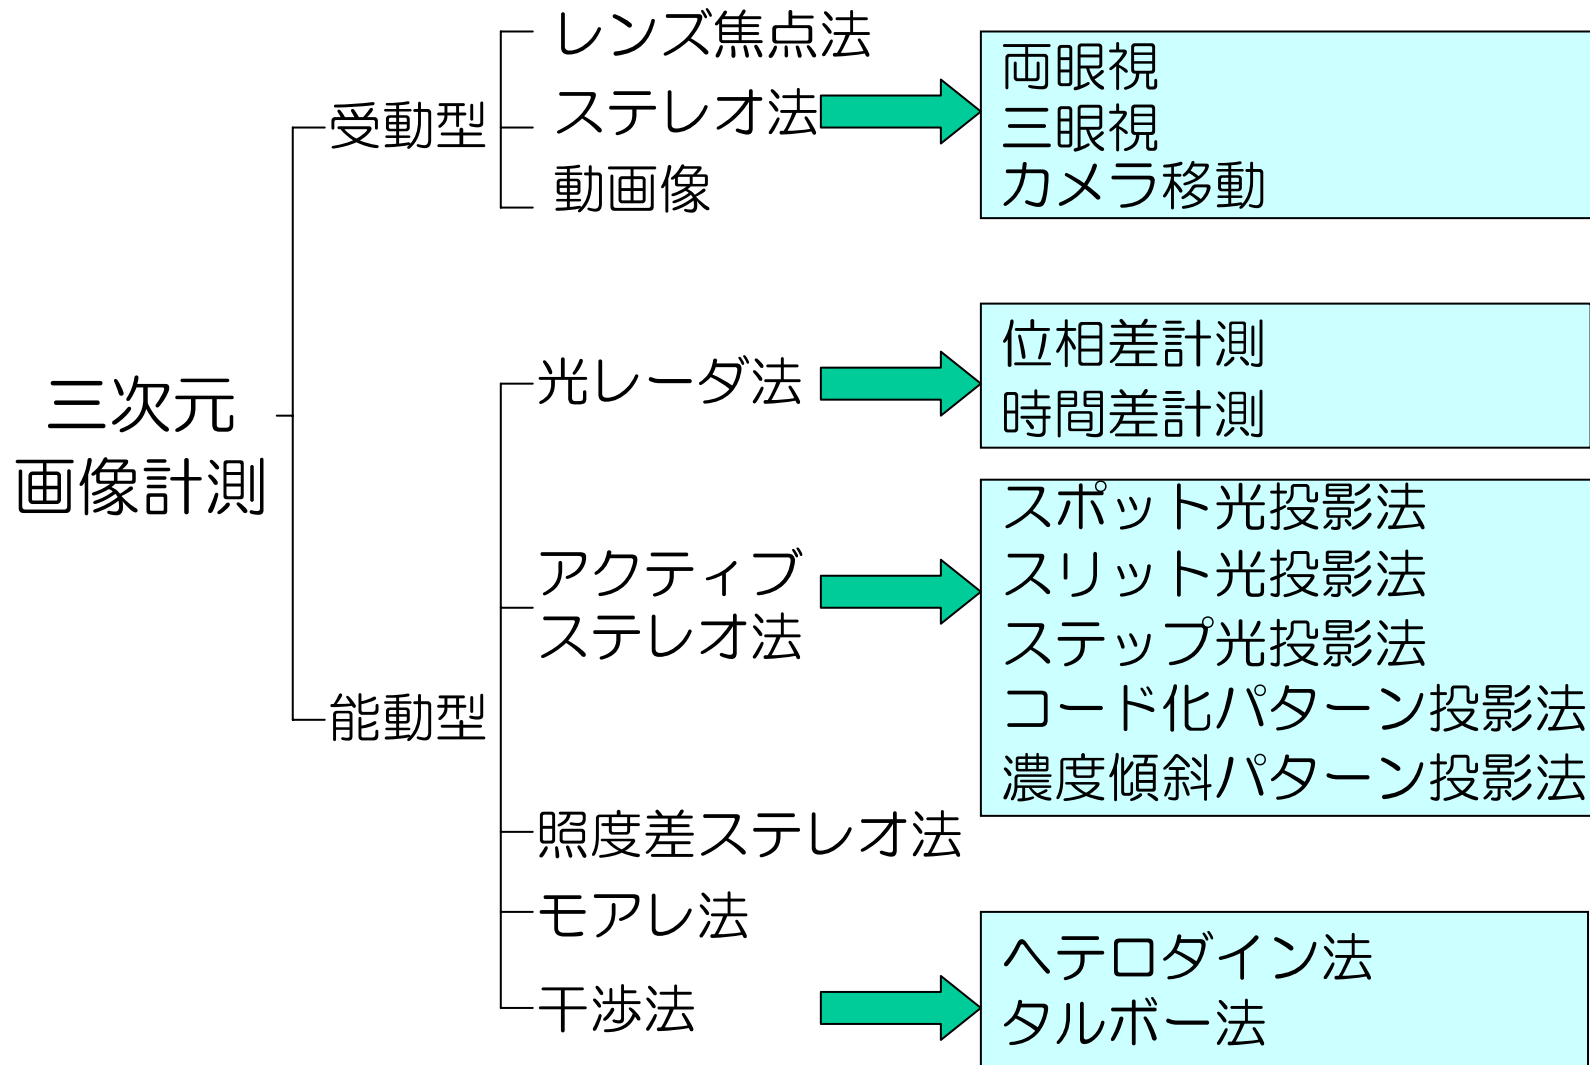 三次元
画像計測
受動型
レンズ焦点法
ステレオ法
動画像
両眼視
三眼視
カメラ移動
能動型
光レーダ法
位相差計測
時間差計測
アクティブ
ステレオ法
スポット光投影法
スリット光投影法
ステップ光投影法
コード化パターン投影法
濃度傾斜パターン投影法
照度差ステレオ法
モアレ法
干渉法
ヘテロダイン法
タルボー法